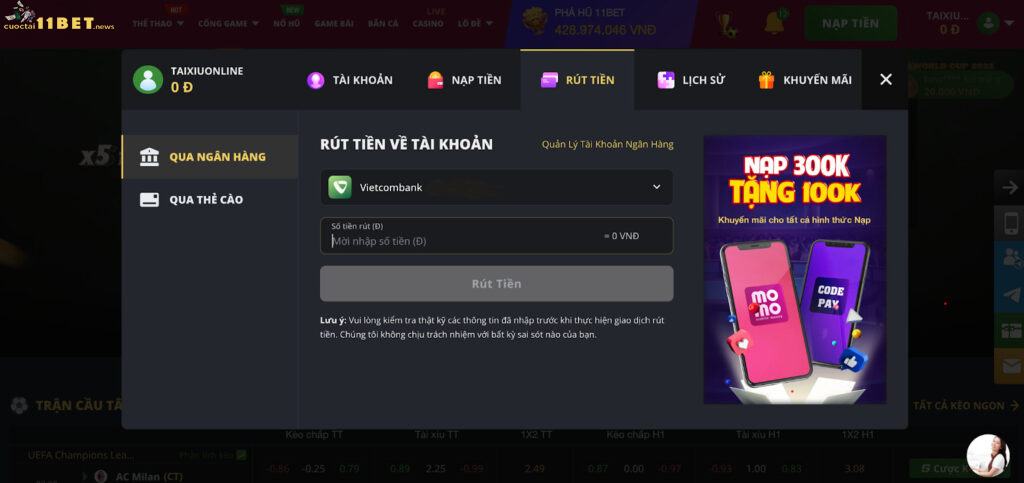 cuoctai11BET.news
HOT
NEW
LIVE
THỂ THAO
CỔNG GAME
NỔ HŨ
GAME BÀI
BẮN CÁ
CASINO
LÔ ĐỀ
PHÁ HŨ 11BET
428.974.046 VNĐ
NẠP TIỀN
TAIXIU...
0 Đ
TAIXIUONLINE
0 Đ
TÀI KHOẢN
NẠP TIỀN
RÚT TIỀN
LỊCH SỬ
KHUYẾN MÃI
WORLD CUP 2022
20.000 VNĐ
x5
QUA NGÂN HÀNG
QUA THẺ CÀO
RÚT TIỀN VỀ TÀI KHOẢN
Quản Lý Tài Khoản Ngân Hàng
Vietcombank
Số tiền rút (Đ)
Mời nhập số tiền (Đ)
= 0 VNĐ
Rút Tiền
Lưu ý: Vui lòng kiểm tra thật kỹ các thông tin đã nhập trước khi thực hiện giao dịch rút
tiền. Chúng tôi không chịu trách nhiệm với bất kỳ sai sót nào của bạn.
NẠP 300K
TẶNG 100K
Khuyến mãi cho tất cả hình thức Nạp
MO
NO
CODE
PAY
TRẬN CẦU TÂ
TẤT CẢ KÈO NGON
Kèo chấp TT
Tài xỉu TT
1X2 TT
Kèo chấp H1
Tài xỉu H1
1X2 H1
UEFA Champions Lea...
Phân tích kèo
AC Milan (CT)
-0.86 -0.25 0.79
0.89 2.25 -0.99
2.49
0.87 0.00 -0.97
-0.93 1.00 0.83
3.08